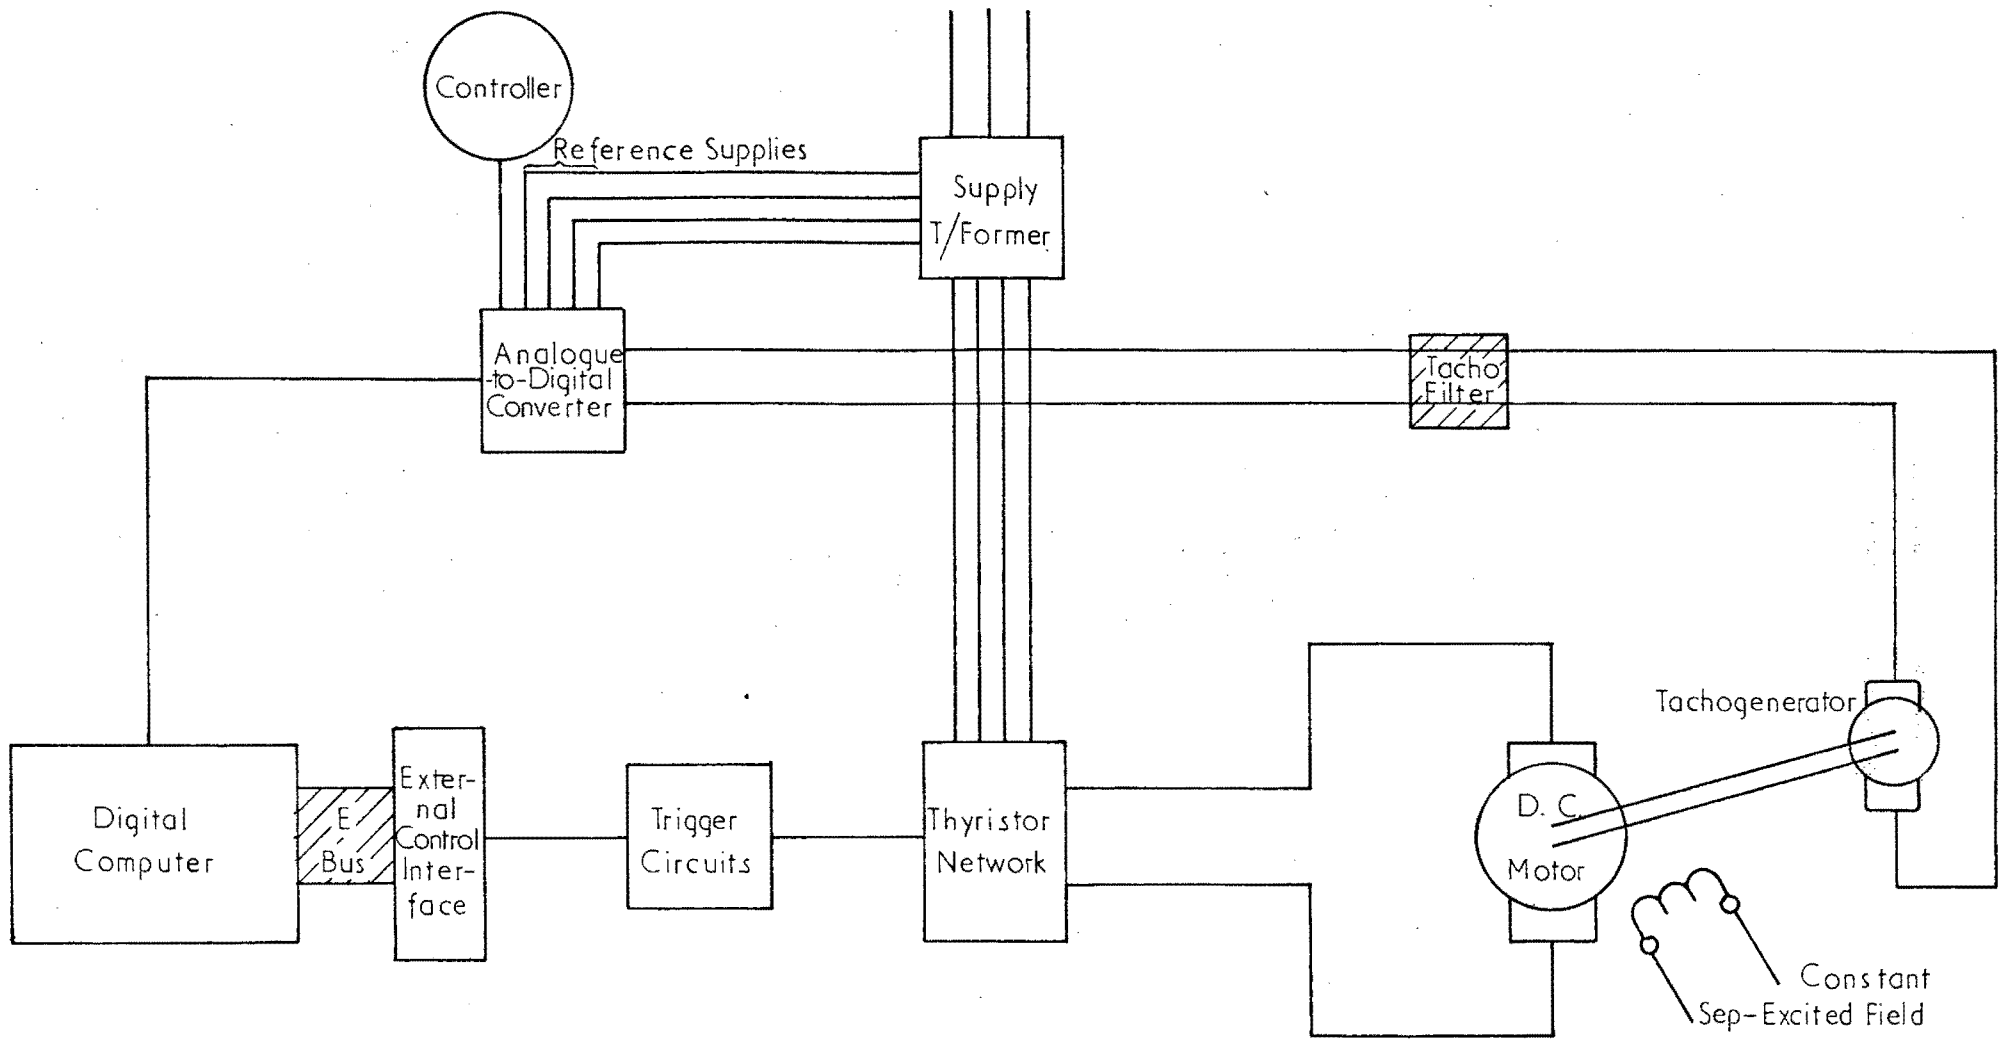 Controller
Reference Supplies
Supply
T/Former
Analogue
-to-Digital
Converter
Tacho
Filter
Tachogenerator
Digital
Computer
E
Bus
Exter-
nal
Control
Inter-
face
Trigger
Circuits
Thyristor
Network
D. C.
Motor
Constant
Sep-Excited Field